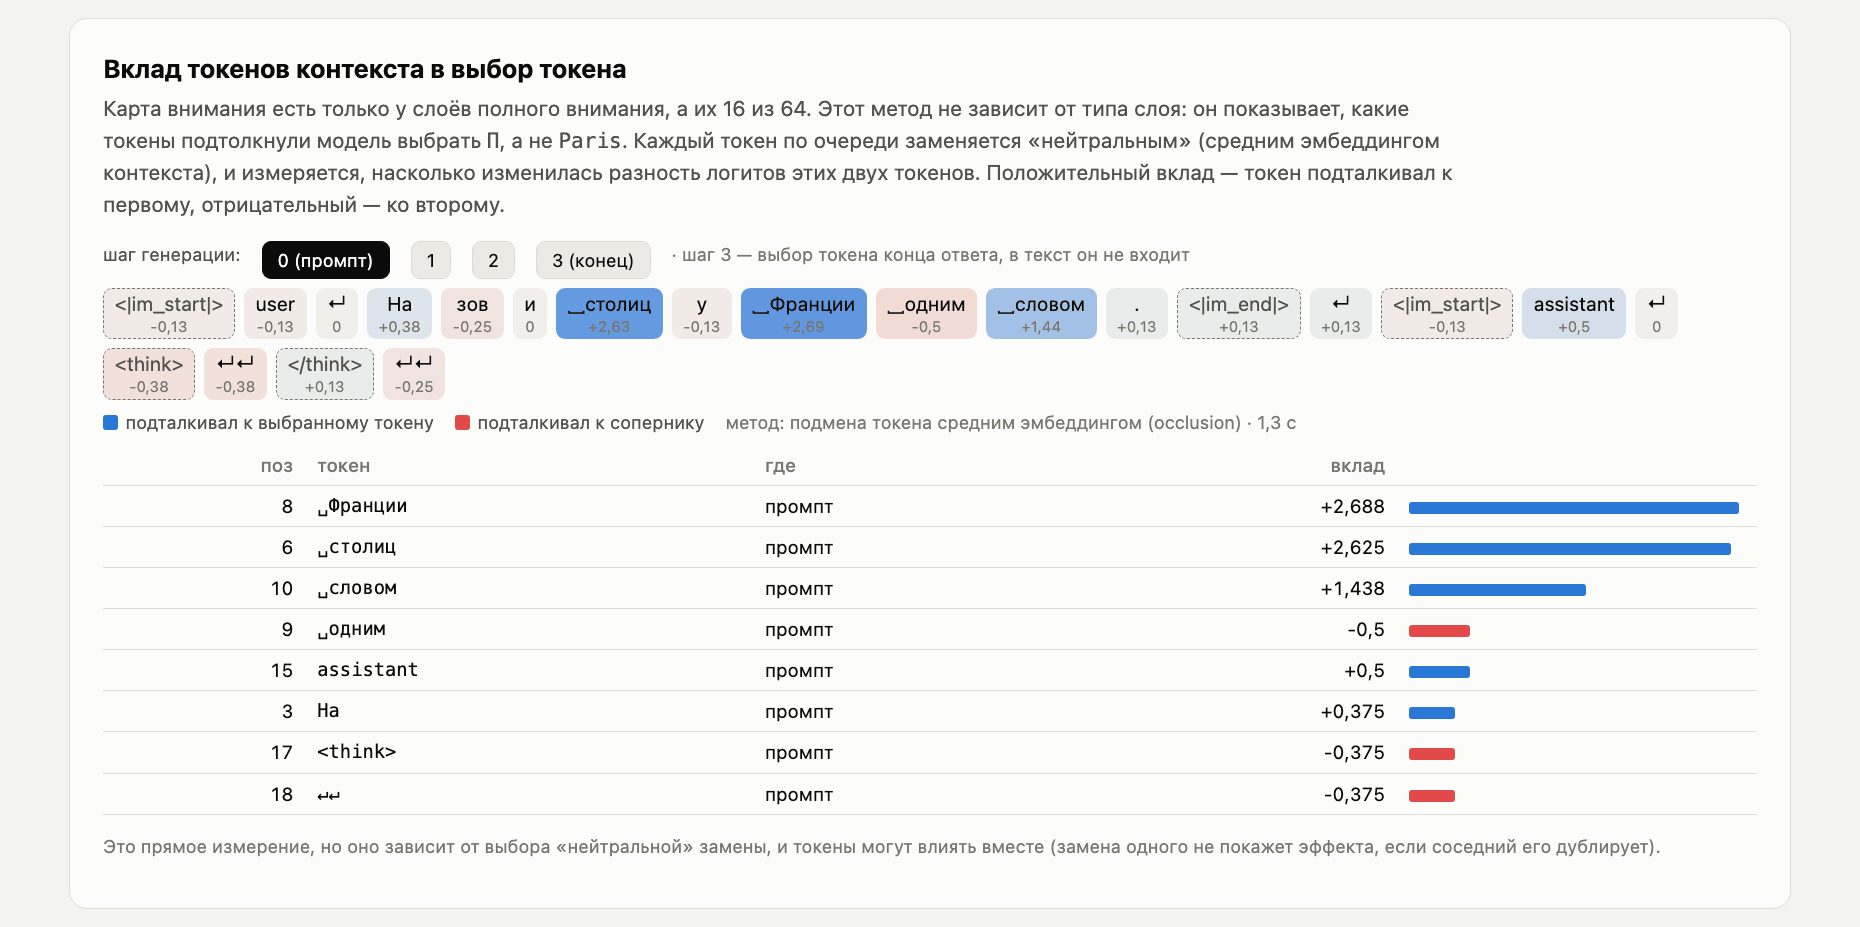 Вклад токенов контекста в выбор токена
Карта внимания есть только у слоёв полного внимания, а их 16 из 64. Этот метод не зависит от типа слоя: он показывает, какие
токены подтолкнули модель выбрать П, а не Paris. Каждый токен по очереди заменяется «нейтральным» (средним эмбеддингом
контекста), и измеряется, насколько изменилась разность логитов этих двух токенов. Положительный вклад — токен подталкивал к
первому, отрицательный — ко второму.
шаг генерации: 0 (промпт) 1 2 3 (конец) · шаг 3 — выбор токена конца ответа, в текст он не входит
<|im_start|> user ↵ На зов и ␣столиц у ␣Франции ␣одним ␣словом . <|im_end|> ↵ <|im_start|> assistant ↵
-0,13 -0,13 0 +0,38 -0,25 0 +2,63 -0,13 +2,69 -0,5 +1,44 +0,13 +0,13 +0,13 -0,13 +0,5 0
<think> ↵↵ </think> ↵↵
-0,38 -0,38 +0,13 -0,25
подталкивал к выбранному токену подталкивал к сопернику метод: подмена токена средним эмбеддингом (occlusion) · 1,3 с
поз токен где вклад
8 ␣Франции промпт +2,688
6 ␣столиц промпт +2,625
10 ␣словом промпт +1,438
9 ␣одним промпт -0,5
15 assistant промпт +0,5
3 На промпт +0,375
17 <think> промпт -0,375
18 ↵↵ промпт -0,375
Это прямое измерение, но оно зависит от выбора «нейтральной» замены, и токены могут влиять вместе (замена одного не покажет эффекта, если соседний его дублирует).